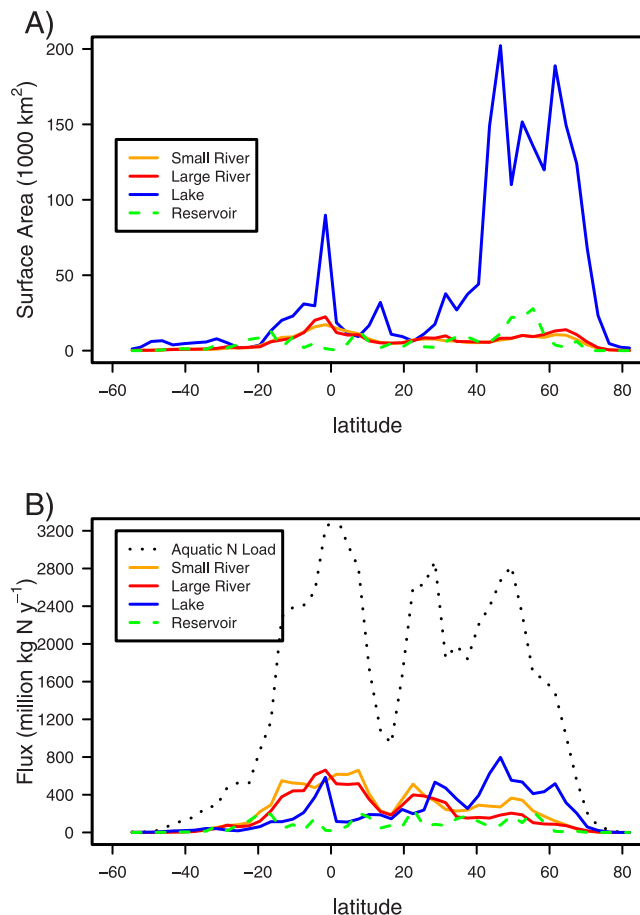 A)
Surface Area (1000 km²)
200
150
100
50
0
Small River
Large River
Lake
Reservoir
−60 −40 −20 0 20 40 60 80
latitude
B)
Flux (million kg N y⁻¹)
3200
2800
2400
2000
1600
1200
800
400
0
Aquatic N Load
Small River
Large River
Lake
Reservoir
−60 −40 −20 0 20 40 60 80
latitude